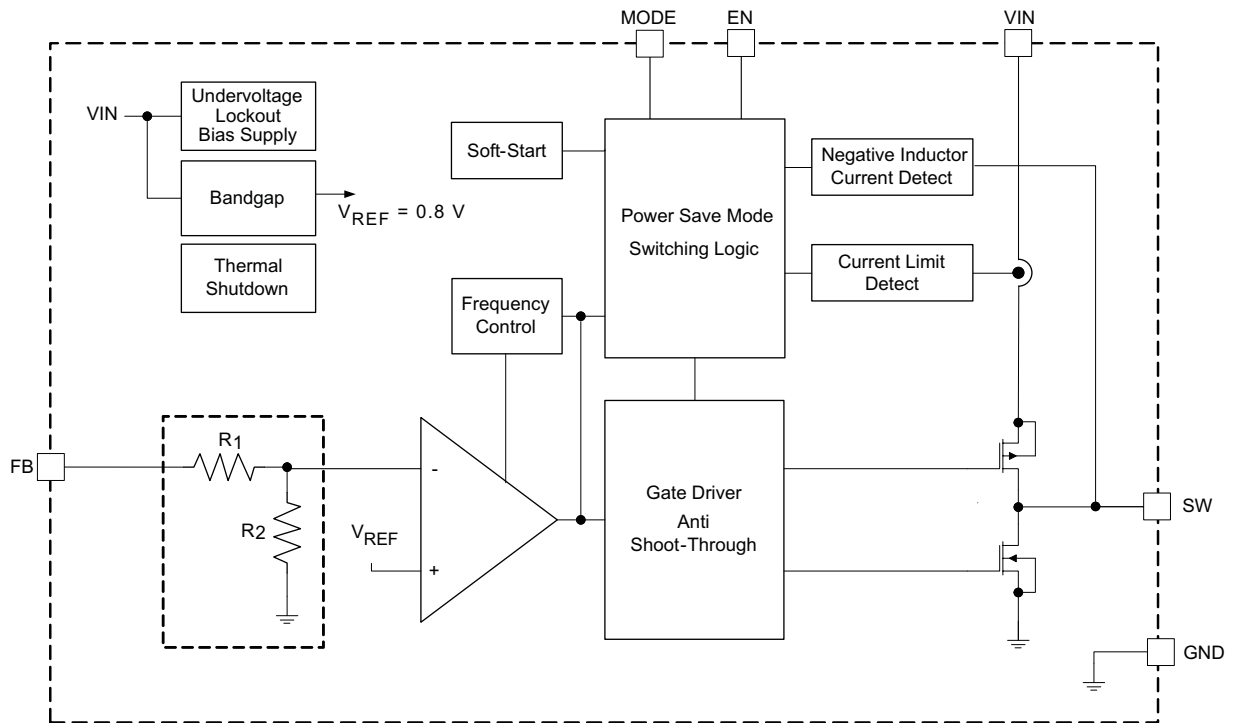 MODE
EN
VIN
VIN
Undervoltage
Lockout
Bias Supply
Soft-Start
Negative Inductor
Current Detect
Bandgap
VREF = 0.8 V
Power Save Mode
Switching Logic
Thermal
Shutdown
Current Limit
Detect
Frequency
Control
FB
R1
R2
-
VREF
+
Gate Driver
Anti
Shoot-Through
SW
GND